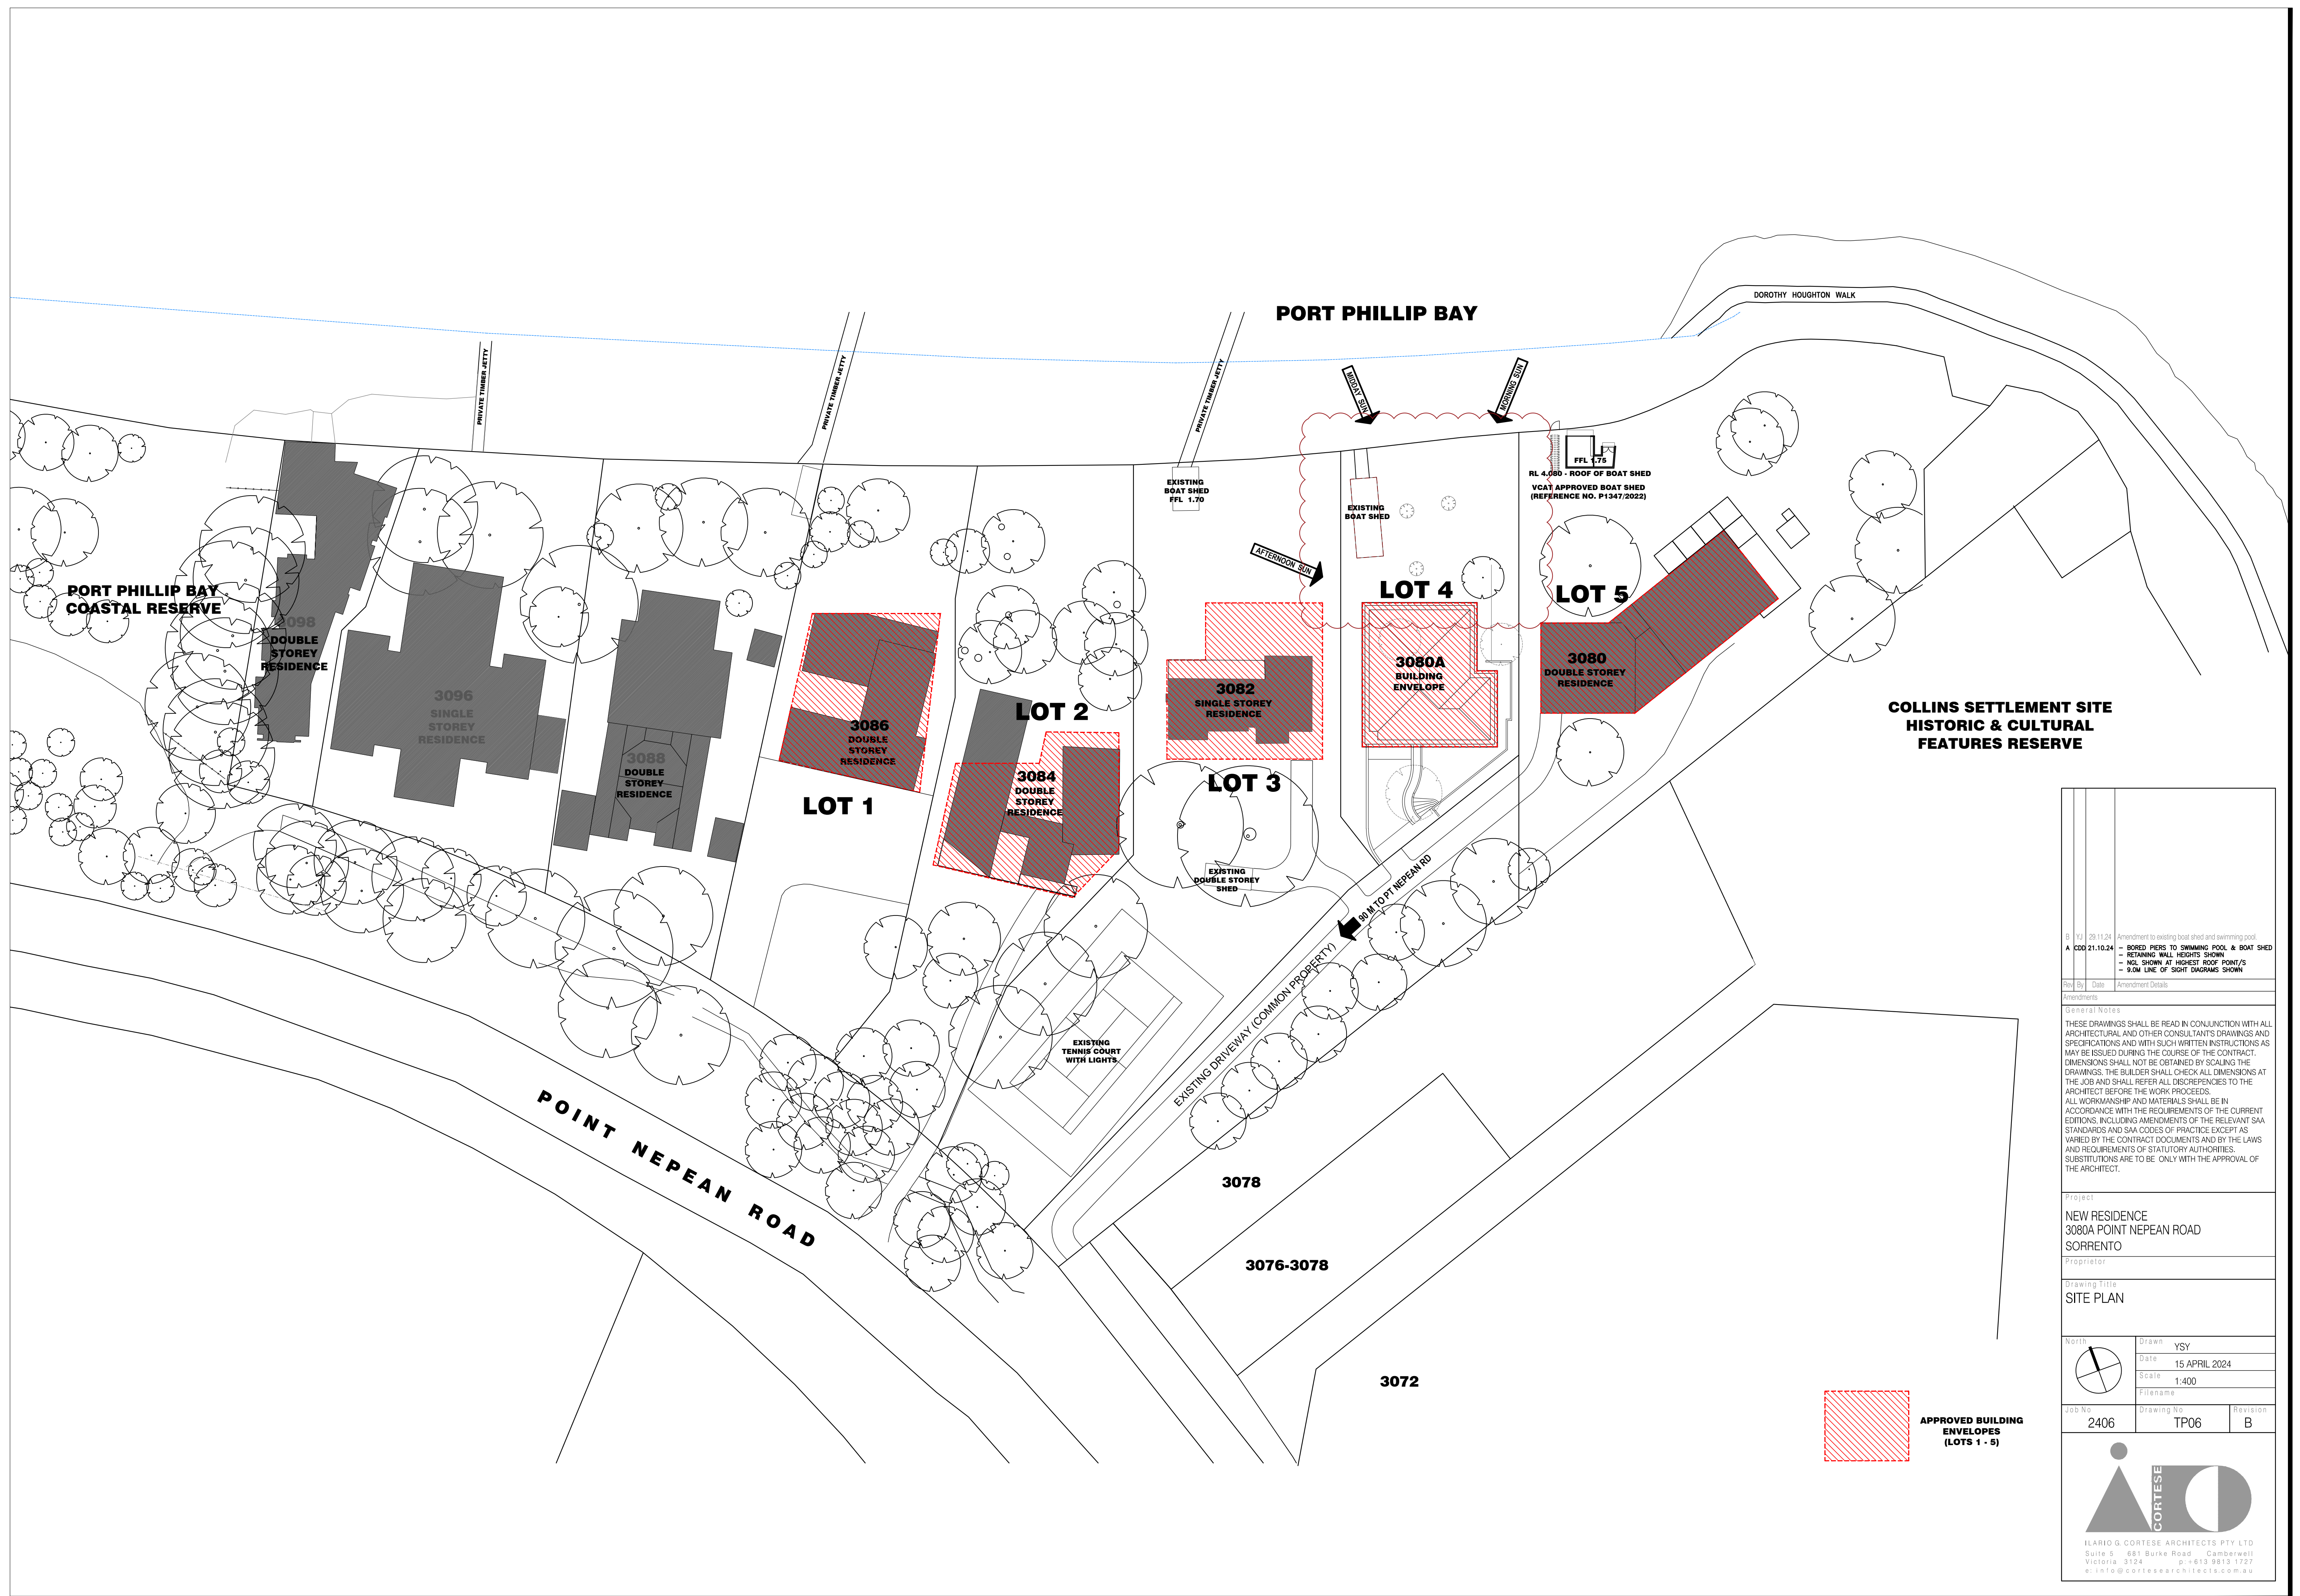 PORT PHILLIP BAY
DOROTHY HOUGHTON WALK
PRIVATE TIMBER JETTY
PRIVATE TIMBER JETTY
PRIVATE TIMBER JETTY
MIDDAY SUN
MORNING SUN
AFTERNOON SUN
EXISTING
BOAT SHED
FFL 1.70
EXISTING
BOAT SHED
FFL 1.75
RL 4.080 - ROOF OF BOAT SHED
VCAT APPROVED BOAT SHED
(REFERENCE NO. P1347/2022)
PORT PHILLIP BAY
COASTAL RESERVE
3098
DOUBLE
STOREY
RESIDENCE
3096
SINGLE
STOREY
RESIDENCE
3088
DOUBLE
STOREY
RESIDENCE
3086
DOUBLE
STOREY
RESIDENCE
LOT 1
LOT 2
3084
DOUBLE
STOREY
RESIDENCE
3082
SINGLE STOREY
RESIDENCE
LOT 3
LOT 4
3080A
BUILDING
ENVELOPE
LOT 5
3080
DOUBLE STOREY
RESIDENCE
COLLINS SETTLEMENT SITE
HISTORIC & CULTURAL
FEATURES RESERVE
EXISTING
DOUBLE STOREY
SHED
90 M TO PT NEPEAN RD
EXISTING DRIVEWAY (COMMON PROPERTY)
EXISTING
TENNIS COURT
WITH LIGHTS
POINT NEPEAN ROAD
3078
3076-3078
3072
APPROVED BUILDING
ENVELOPES
(LOTS 1 - 5)
B YJ 29.11.24 Amendment to existing boat shed and swimming pool.
A CDD 21.10.24 - BORED PIERS TO SWIMMING POOL & BOAT SHED
- RETAINING WALL HEIGHTS SHOWN
- NGL SHOWN AT HIGHEST ROOF POINT/S
- 9.0M LINE OF SIGHT DIAGRAMS SHOWN
Rev By Date Amendment Details
Amendments
General Notes
THESE DRAWINGS SHALL BE READ IN CONJUNCTION WITH ALL
ARCHITECTURAL AND OTHER CONSULTANT'S DRAWINGS AND
SPECIFICATIONS AND WITH SUCH WRITTEN INSTRUCTIONS AS
MAY BE ISSUED DURING THE COURSE OF THE CONTRACT.
DIMENSIONS SHALL NOT BE OBTAINED BY SCALING THE
DRAWINGS. THE BUILDER SHALL CHECK ALL DIMENSIONS AT
THE JOB AND SHALL REFER ALL DISCREPENCIES TO THE
ARCHITECT BEFORE THE WORK PROCEEDS.
ALL WORKMANSHIP AND MATERIALS SHALL BE IN
ACCORDANCE WITH THE REQUIREMENTS OF THE CURRENT
EDITIONS, INCLUDING AMENDMENTS OF THE RELEVANT SAA
STANDARDS AND SAA CODES OF PRACTICE EXCEPT AS
VARIED BY THE CONTRACT DOCUMENTS AND BY THE LAWS
AND REQUIREMENTS OF STATUTORY AUTHORITIES.
SUBSTITUTIONS ARE TO BE ONLY WITH THE APPROVAL OF
THE ARCHITECT.
Project
NEW RESIDENCE
3080A POINT NEPEAN ROAD
SORRENTO
Proprietor
Drawing Title
SITE PLAN
North
Drawn YSY
Date 15 APRIL 2024
Scale 1:400
Filename
Job No 2406
Drawing No TP06
Revision B
CORTESE
ILARIO G. CORTESE ARCHITECTS PTY LTD
Suite 5 681 Burke Road Camberwell
Victoria 3124 p:+613 9813 1727
e: info@cortesearchitects.com.au